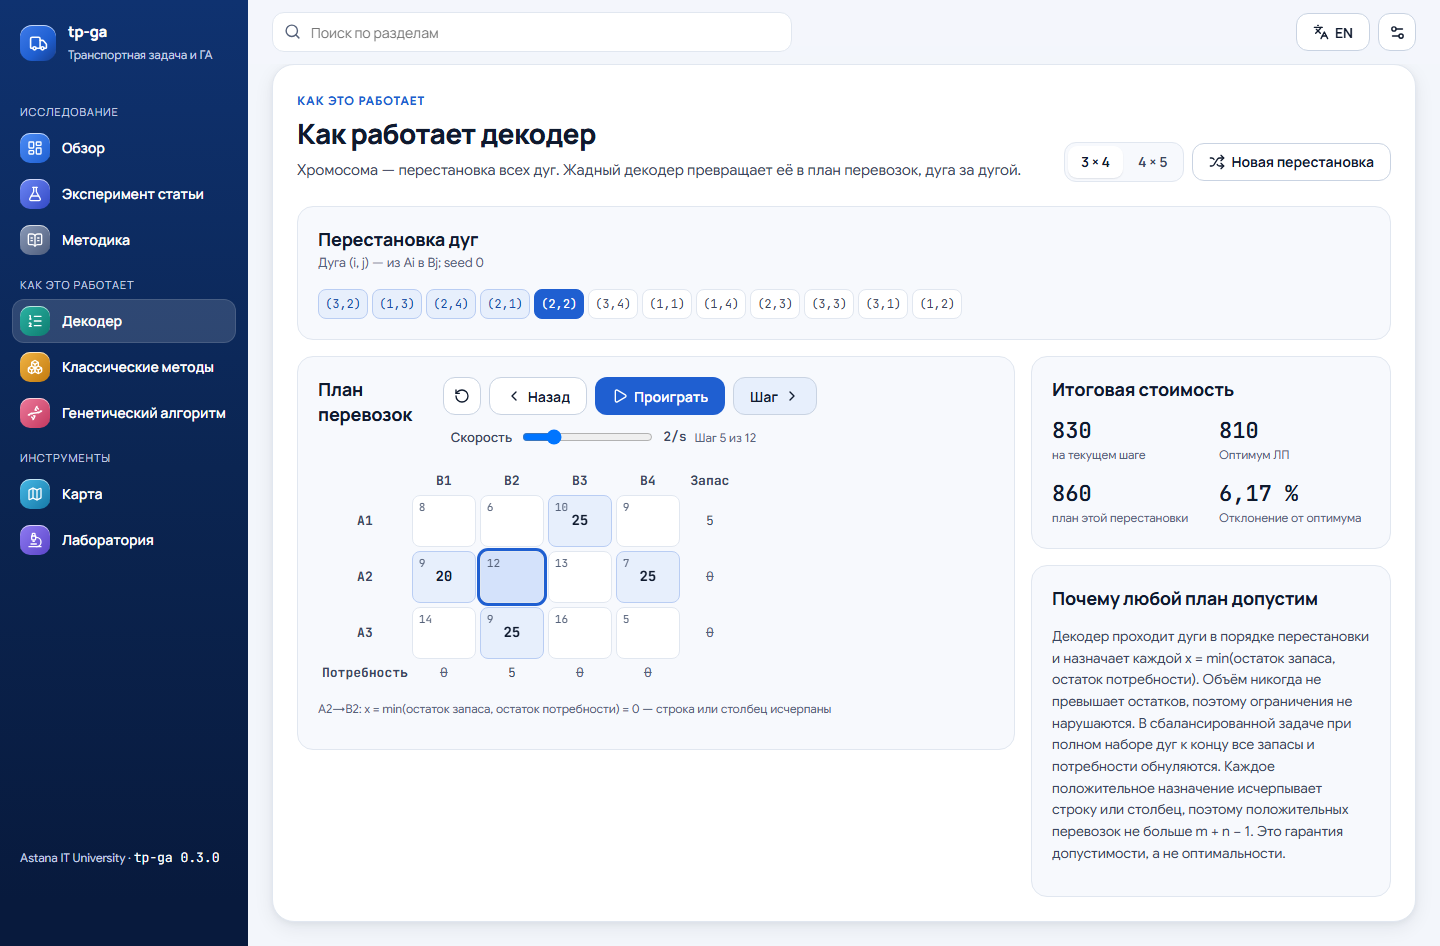 tp-ga
Транспортная задача и ГА
ИССЛЕДОВАНИЕ
Обзор
Эксперимент статьи
Методика
КАК ЭТО РАБОТАЕТ
Декодер
Классические методы
Генетический алгоритм
ИНСТРУМЕНТЫ
Карта
Лаборатория
Astana IT University · tp-ga 0.3.0
Поиск по разделам
EN
КАК ЭТО РАБОТАЕТ
Как работает декодер
Хромосома — перестановка всех дуг. Жадный декодер превращает её в план перевозок, дуга за дугой.
3 × 4 4 × 5 Новая перестановка
Перестановка дуг
Дуга (i, j) — из Ai в Bj; seed 0
(3,2) (1,3) (2,4) (2,1) (2,2) (3,4) (1,1) (1,4) (2,3) (3,3) (3,1) (1,2)
План перевозок
Назад Проиграть Шаг
Скорость 2/s Шаг 5 из 12
B1 B2 B3 B4 Запас
A1 8 6 10 25 9 5
A2 9 20 12 13 7 25 0
A3 14 9 25 16 5 0
Потребность 0 5 0 0
A2→B2: x = min(остаток запаса, остаток потребности) = 0 — строка или столбец исчерпаны
Итоговая стоимость
830 810
на текущем шаге Оптимум ЛП
860 6,17 %
план этой перестановки Отклонение от оптимума
Почему любой план допустим
Декодер проходит дуги в порядке перестановки
и назначает каждой x = min(остаток запаса,
остаток потребности). Объём никогда не
превышает остатков, поэтому ограничения не
нарушаются. В сбалансированной задаче при
полном наборе дуг к концу все запасы и
потребности обнуляются. Каждое
положительное назначение исчерпывает
строку или столбец, поэтому положительных
перевозок не больше m + n − 1. Это гарантия
допустимости, а не оптимальности.